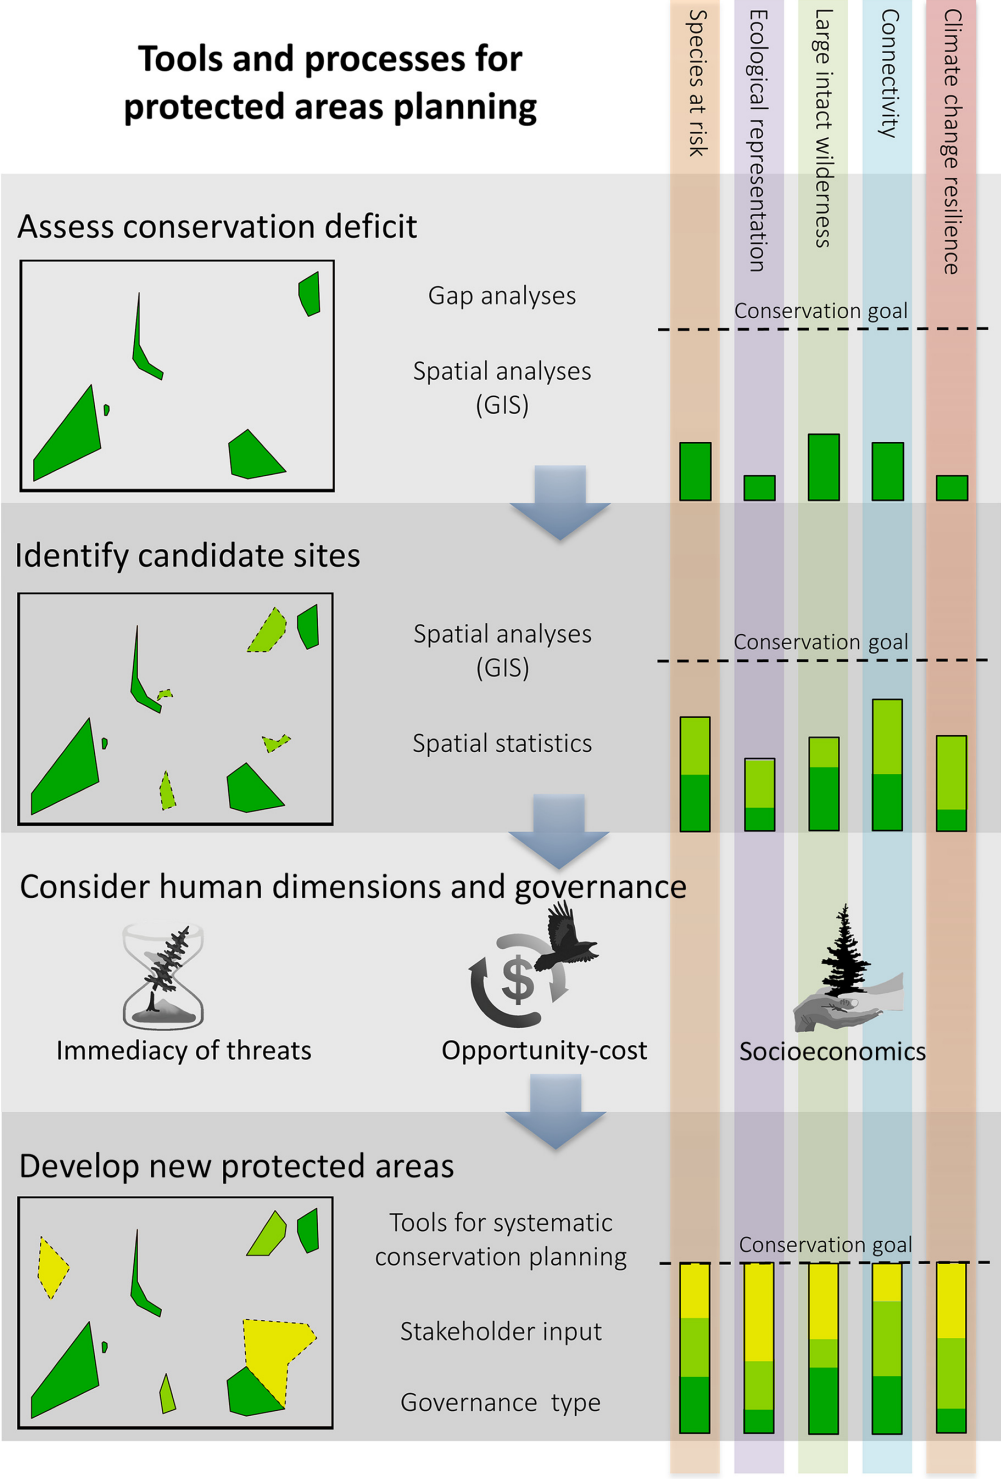 Tools and processes for
protected areas planning
Species at risk
Ecological representation
Large intact wilderness
Connectivity
Climate change resilience
Assess conservation deficit
Gap analyses
Conservation goal
Spatial analyses
(GIS)
Identify candidate sites
Spatial analyses
(GIS)
Conservation goal
Spatial statistics
Consider human dimensions and governance
$
Immediacy of threats
Opportunity-cost
Socioeconomics
Develop new protected areas
Tools for systematic
conservation planning
Conservation goal
Stakeholder input
Governance type